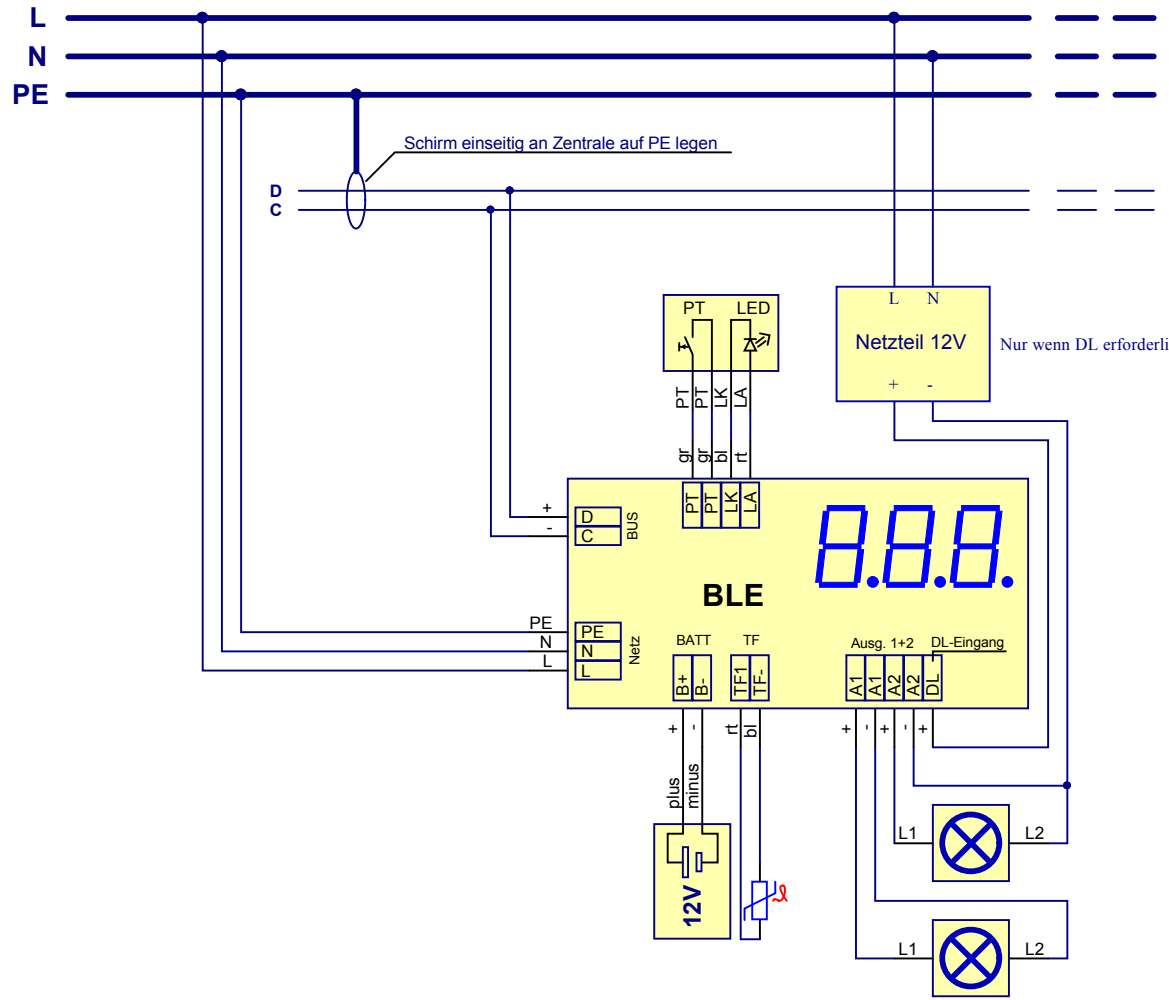 L
N
PE
Schirm einseitig an Zentrale auf PE legen
D
C
PT LED
L N
Netzteil 12V
Nur wenn DL erforderli
+ -
PT PT LK LA
gr gr bl rt
PT PT LK LA
+ D
- C
BUS
8.8.8.
BLE
PE PE
N N
L L
Netz
BATT TF Ausg. 1+2 DL-Eingang
B+ B- TF1 TF- A1 A1 A2 A2 DL
+ - rt bl + - + - +
plus minus
L1 L2
12V
L1 L2